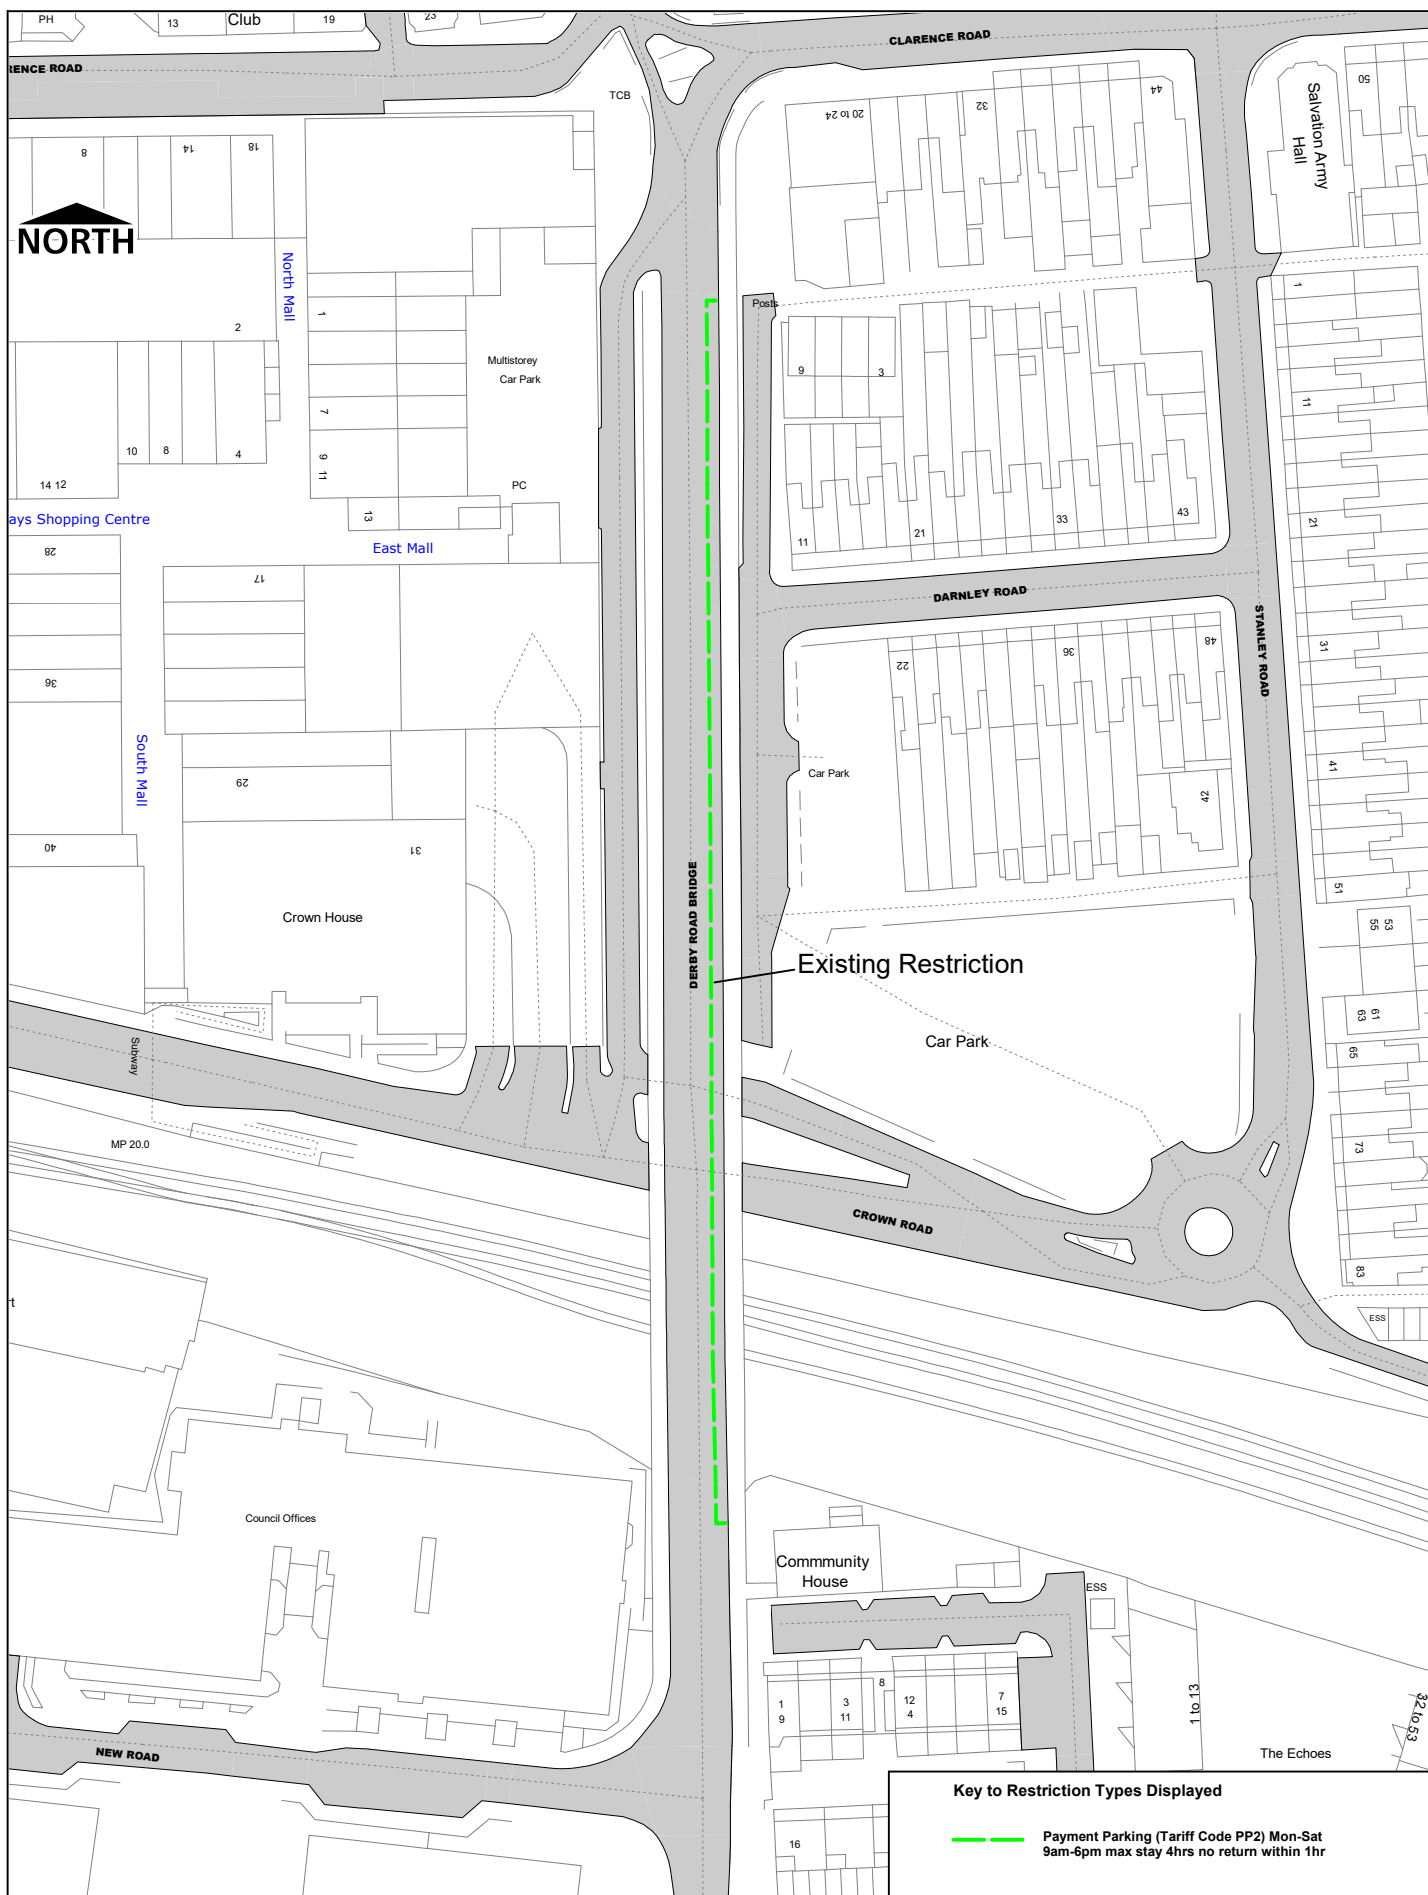 PH
13
Club
19
23
CLARENCE ROAD
RENCE ROAD
TCB
20 to 24
32
44
50
Salvation Army
Hall
8
14
18
NORTH
North Mall
2
1
Posts
1
Multistorey
Car Park
9
3
7
11
10
8
4
9
11
14 12
PC
13
11
21
33
43
21
ays Shopping Centre
East Mall
28
17
DARNLEY ROAD
STANLEY ROAD
22
36
48
31
36
South Mall
29
Car Park
41
42
40
31
51
Crown House
DERBY ROAD BRIDGE
53
55
Existing Restriction
61
63
Car Park
Subway
65
MP 20.0
73
CROWN ROAD
83
rt
ESS
Council Offices
Commmunity
House
ESS
1
9
3
11
8
12
4
7
15
1 to 13
32 to 53
NEW ROAD
The Echoes
16
Key to Restriction Types Displayed
Payment Parking (Tariff Code PP2) Mon-Sat
9am-6pm max stay 4hrs no return within 1hr